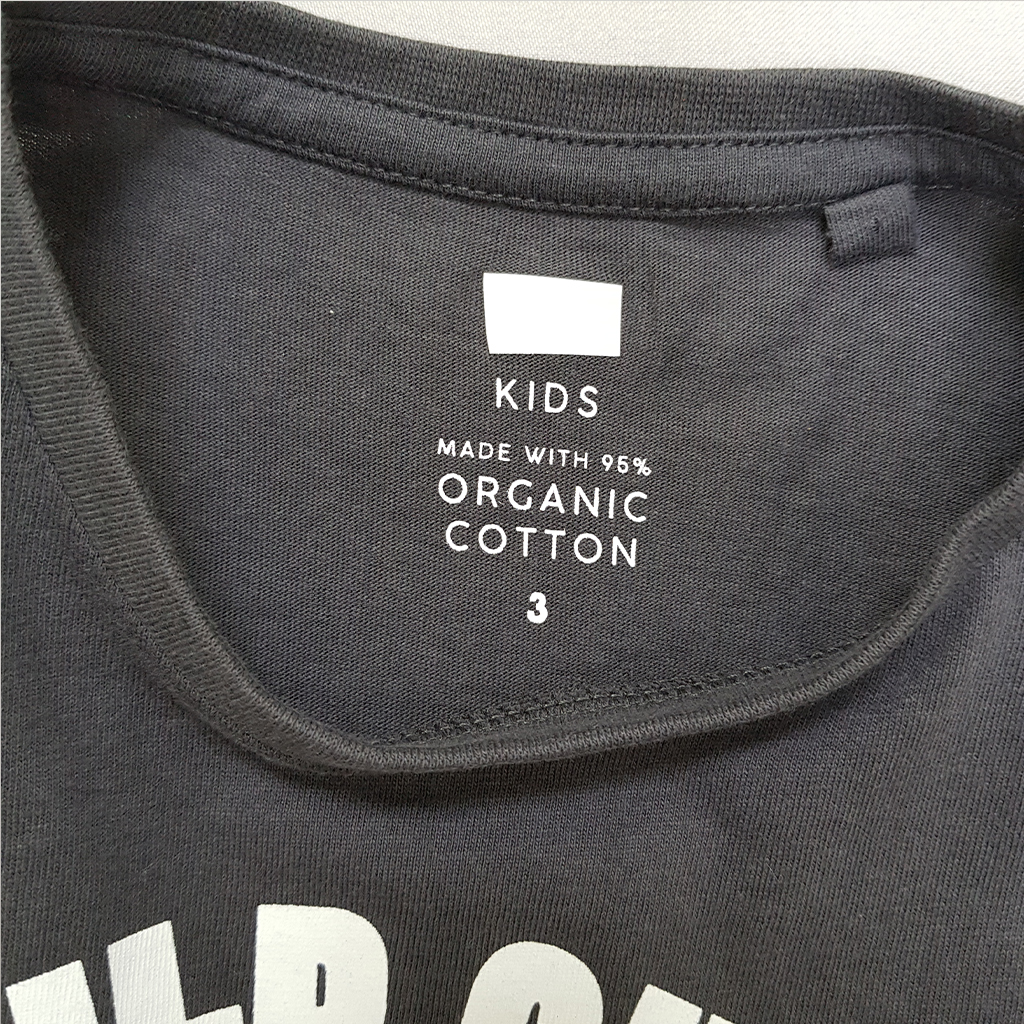 KIDS
MADE WITH 95%
ORGANIC
COTTON
3